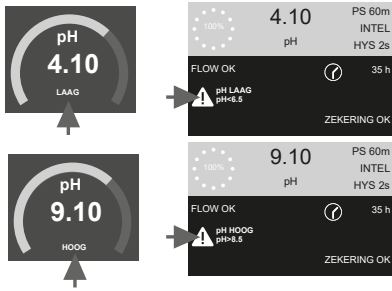 pH
4.10
LAAG
100%
4.10
pH
PS 60m
INTEL
HYS 2s
FLOW OK
35 h
pH LAAG
pH<6.5
ZEKERING OK
pH
9.10
HOOG
100%
9.10
pH
PS 60m
INTEL
HYS 2s
FLOW OK
35 h
pH HOOG
pH>8.5
ZEKERING OK